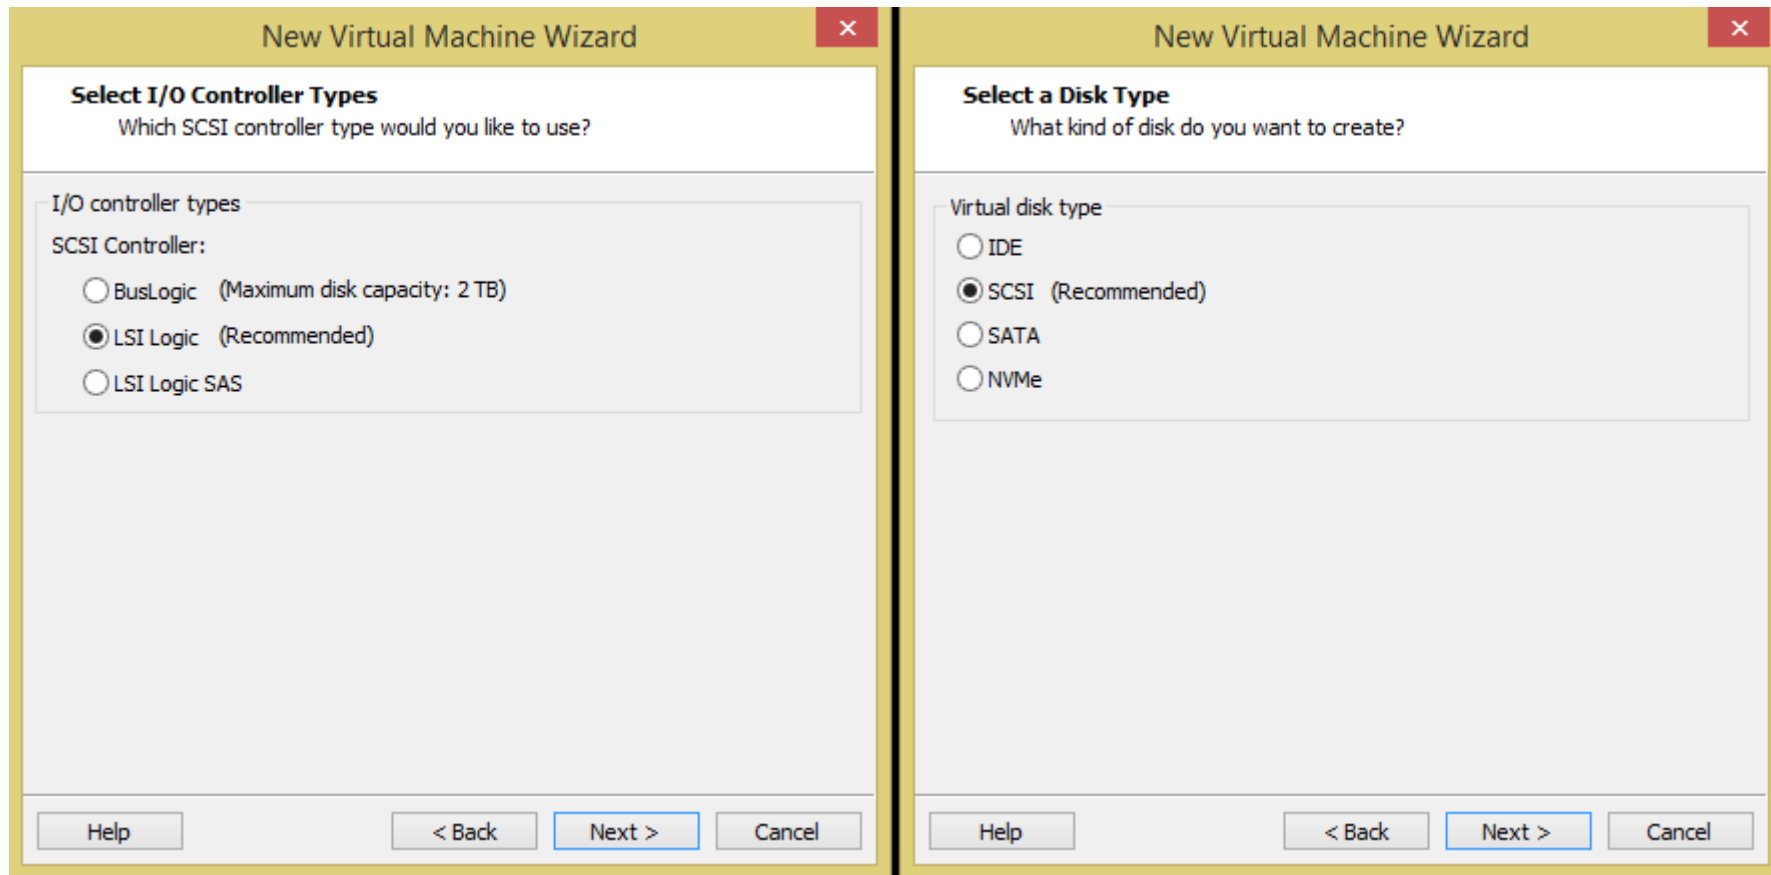 New Virtual Machine Wizard
Select I/O Controller Types
Which SCSI controller type would you like to use?
I/O controller types
SCSI Controller:
BusLogic (Maximum disk capacity: 2 TB)
LSI Logic (Recommended)
LSI Logic SAS
Help < Back Next > Cancel
New Virtual Machine Wizard
Select a Disk Type
What kind of disk do you want to create?
Virtual disk type
IDE
SCSI (Recommended)
SATA
NVMe
Help < Back Next > Cancel